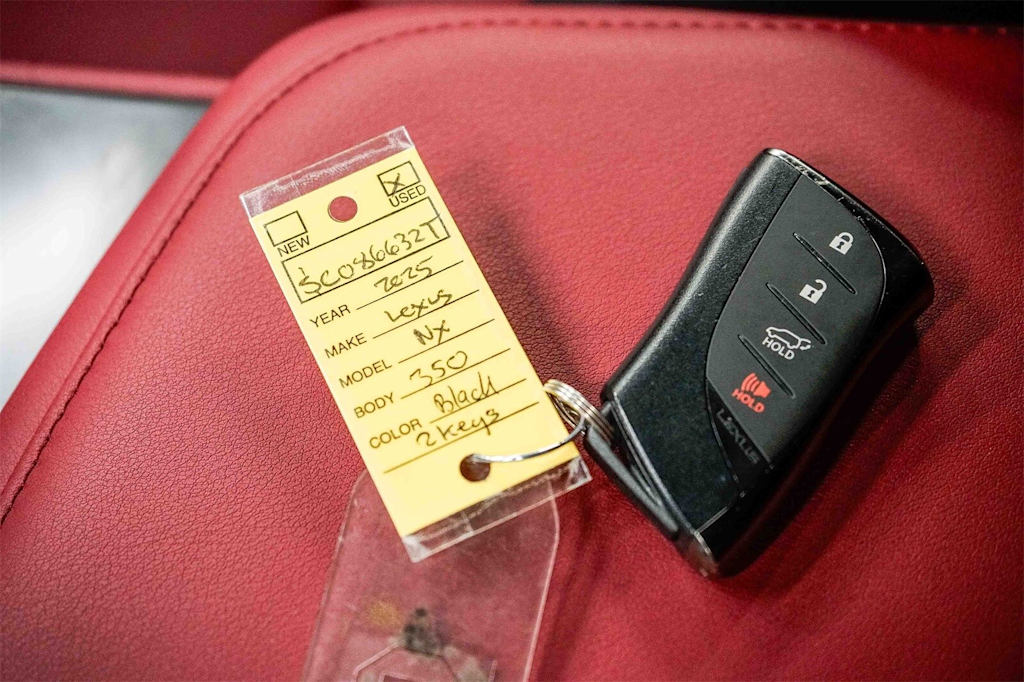 X
USED
NEW
SC086632T
YEAR 2025
MAKE Lexus
MODEL NX
BODY 350
COLOR Black
2 Keys
HOLD
HOLD
LEXUS